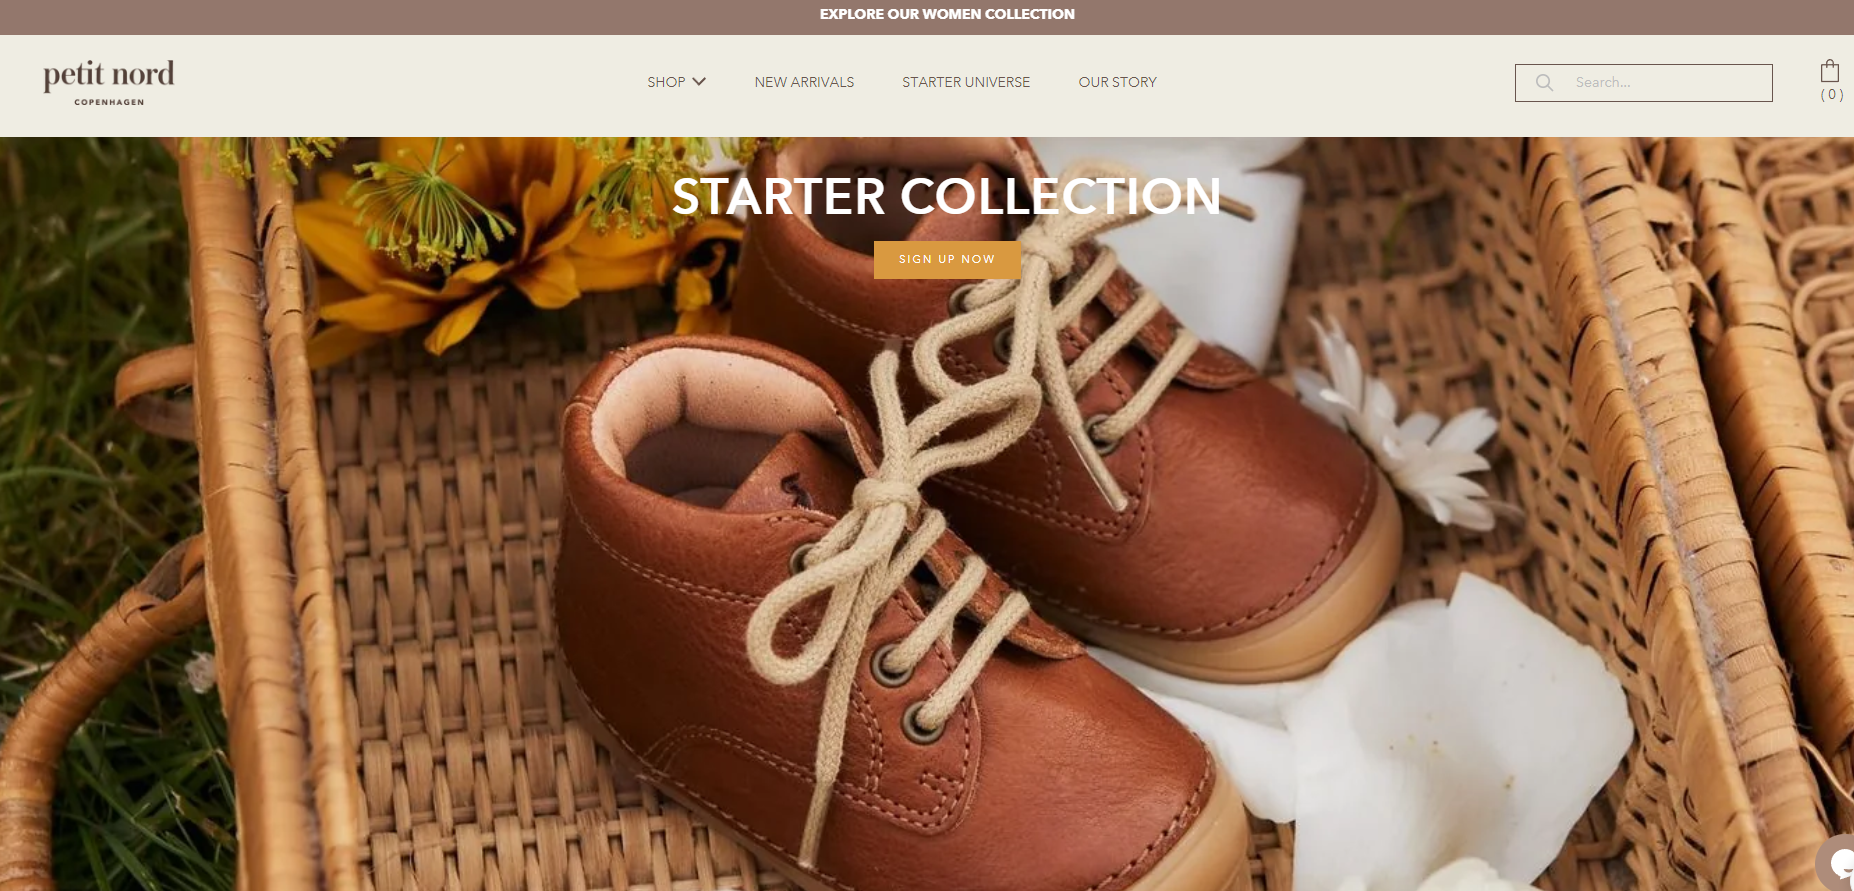 EXPLORE OUR WOMEN COLLECTION
petit nord
COPENHAGEN
SHOP
NEW ARRIVALS
STARTER UNIVERSE
OUR STORY
Search...
( 0 )
STARTER COLLECTION
SIGN UP NOW